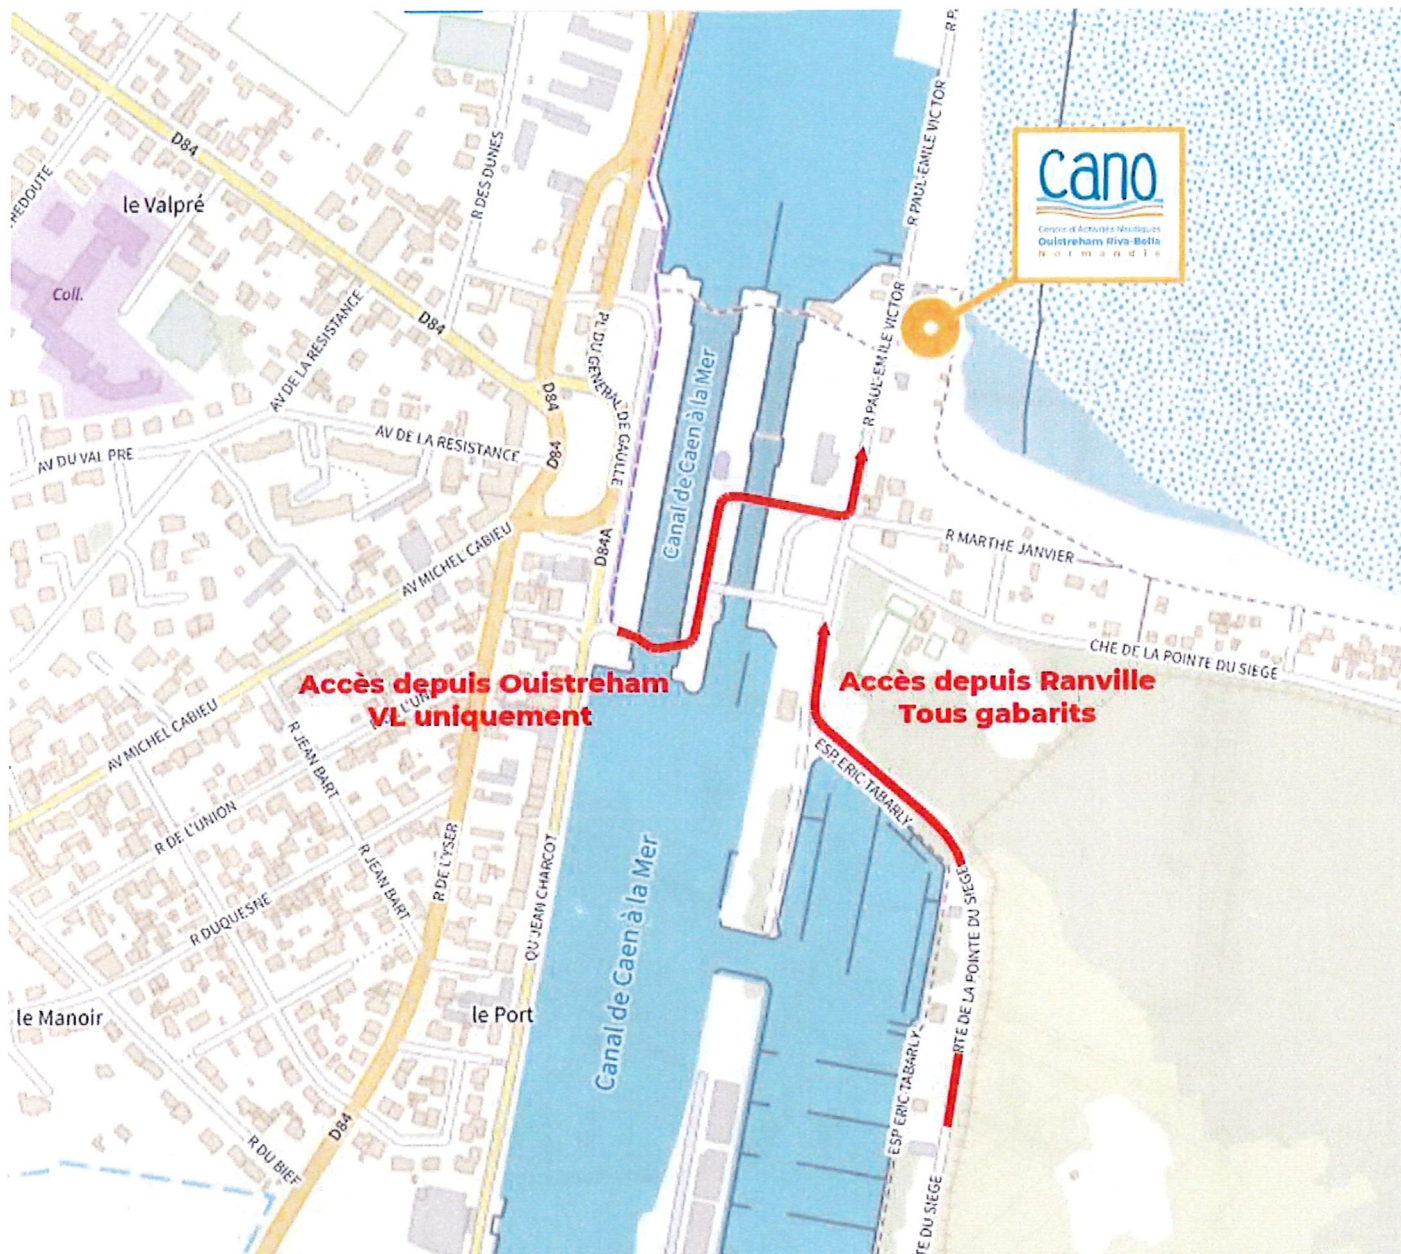 R PAUL-EMILE VICTOR
D84
R DES DUNES
le Valpré
cano
Centre d'Activités Nautiques
Ouistreham Riva-Bella
Normandie
REDOUTE
Coll.
AV DE LA RESISTANCE
D84
PL DU GENERAL DE GAULLE
R PAUL-EMILE VICTOR
D84
AV DE LA RESISTANCE
D84
AV DU VAL PRE
Canal de Caen à la Mer
AV MICHEL CABIEU
D84A
R MARTHE JANVIER
CHE DE LA POINTE DU SIEGE
Accès depuis Ouistreham
VL uniquement
Accès depuis Ranville
Tous gabarits
AV MICHEL CABIEU
R JEAN BART
ESP. ERIC TABARLY
R DE L'UNION
R JEAN BART
R DE L'YSER
QU JEAN CHARCOT
Canal de Caen à la Mer
R DUQUESNE
RTE DE LA POINTE DU SIEGE
le Manoir
le Port
ESP ERIC TABARLY
D84
R DU BIEF
TE DU SIEGE